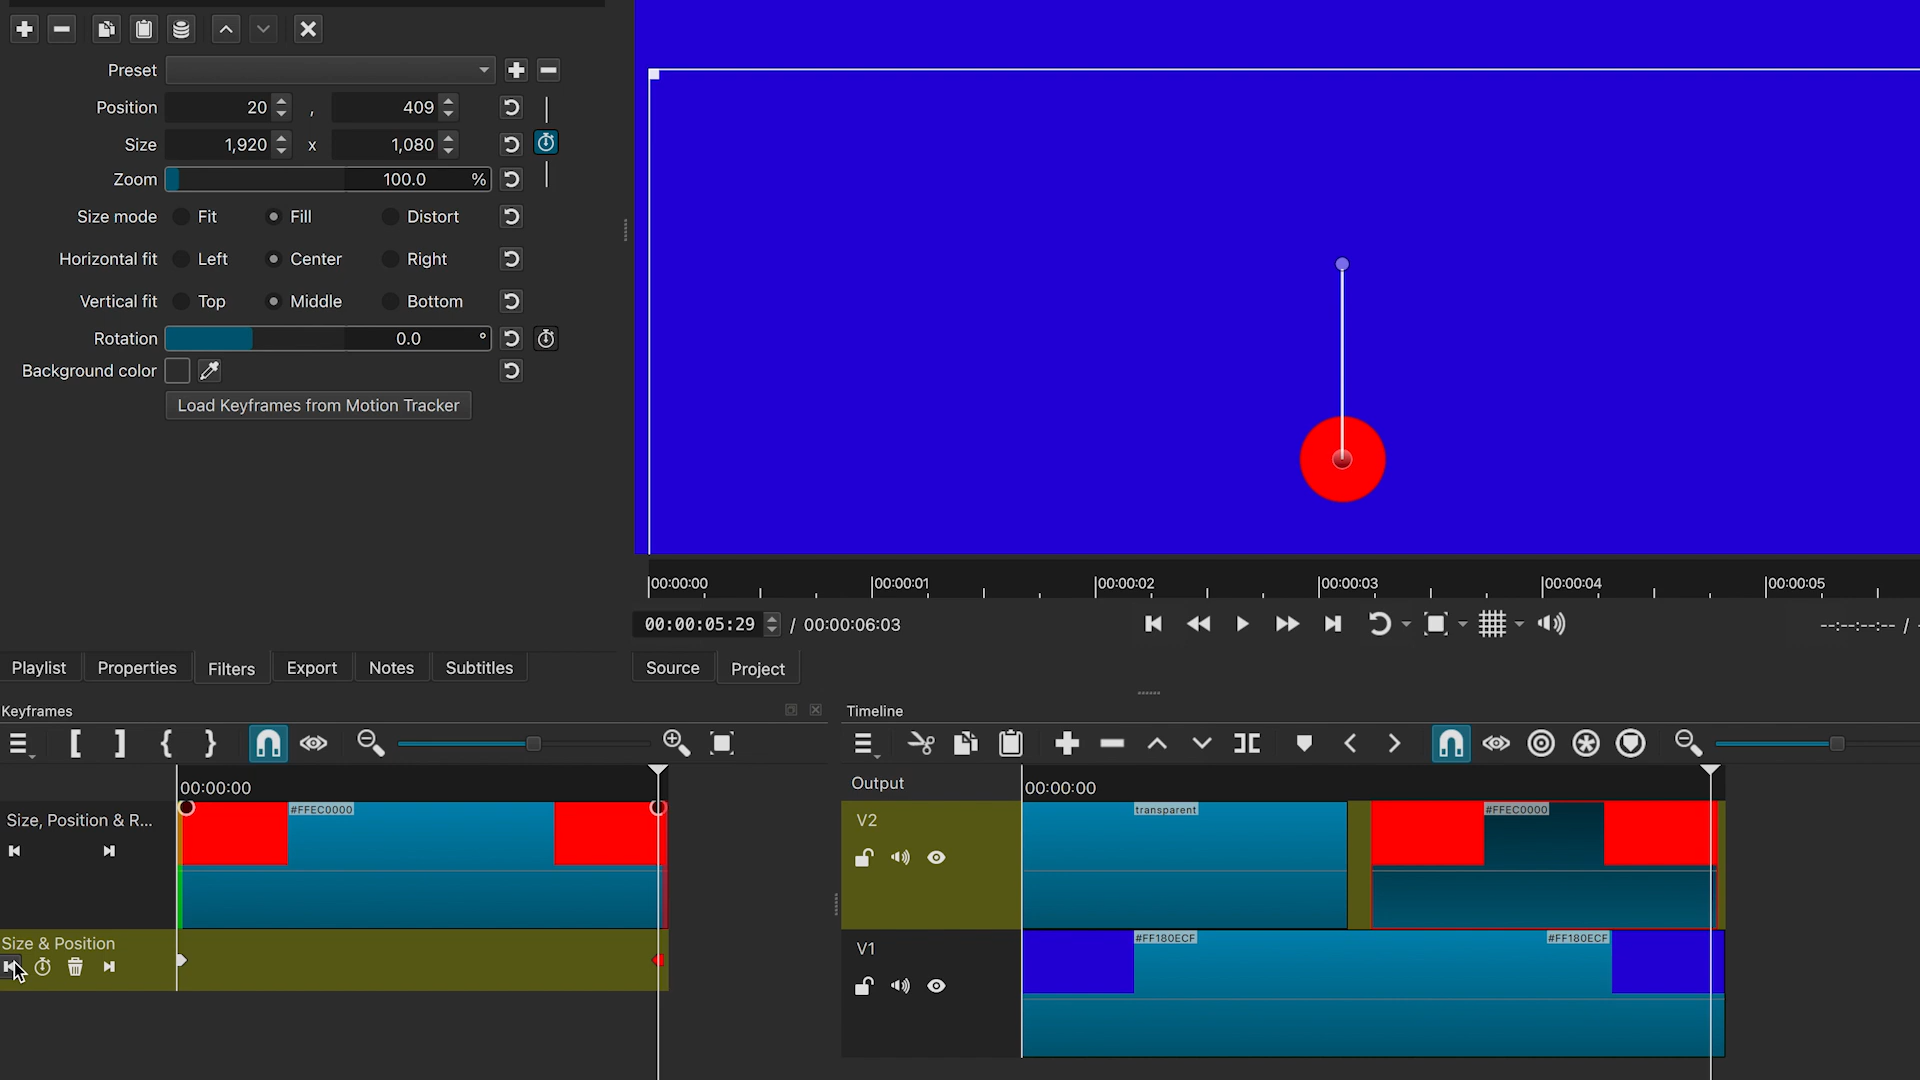 Preset
Position 20 , 409
Size 1,920 x 1,080
Zoom 100.0 %
Size mode Fit Fill Distort
Horizontal fit Left Center Right
Vertical fit Top Middle Bottom
Rotation 0.0 °
Background color
Load Keyframes from Motion Tracker
00:00:00 00:00:01 00:00:02 00:00:03 00:00:04 00:00:05
00:00:05:29 / 00:00:06:03 --:--:--:-- /
Playlist Properties Filters Export Notes Subtitles
Source Project
Keyframes
00:00:00
Size, Position & R...
#FFEC0000
Size & Position
Timeline
Output 00:00:00
V2
transparent #FFEC0000
V1
#FF180ECF #FF180ECF